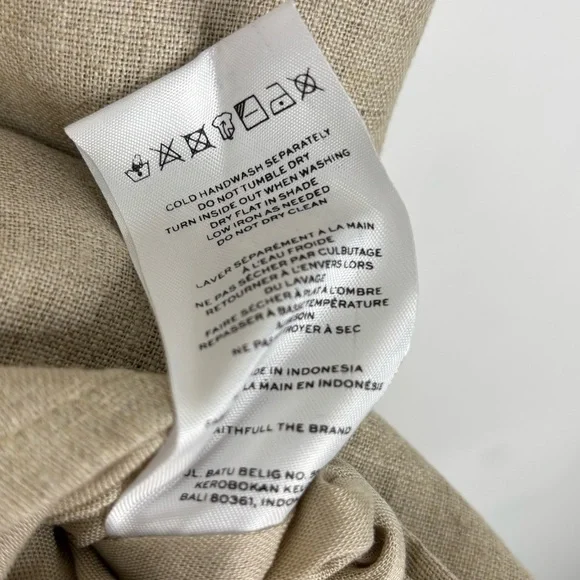 COLD HANDWASH SEPARATELY
DO NOT TUMBLE DRY
TURN INSIDE OUT WHEN WASHING
DRY FLAT IN SHADE
LOW IRON AS NEEDED
DO NOT DRY CLEAN
LAVER SÉPARÉMENT À LA MAIN
À L'EAU FROIDE
NE PAS SÉCHER PAR CULBUTAGE
RETOURNER À L'ENVERS LORS
DU LAVAGE
FAIRE SÉCHER À PLAT À L'OMBRE
REPASSER À BASSE TEMPÉRATURE
BESOIN
NE PAS
À SEC
IN INDONESIA
LA MAIN EN INDONÉSIE
FAITHFULL THE BRAND
JL. BATU BELIG NO.
KEROBOKAN
BALI 80361,